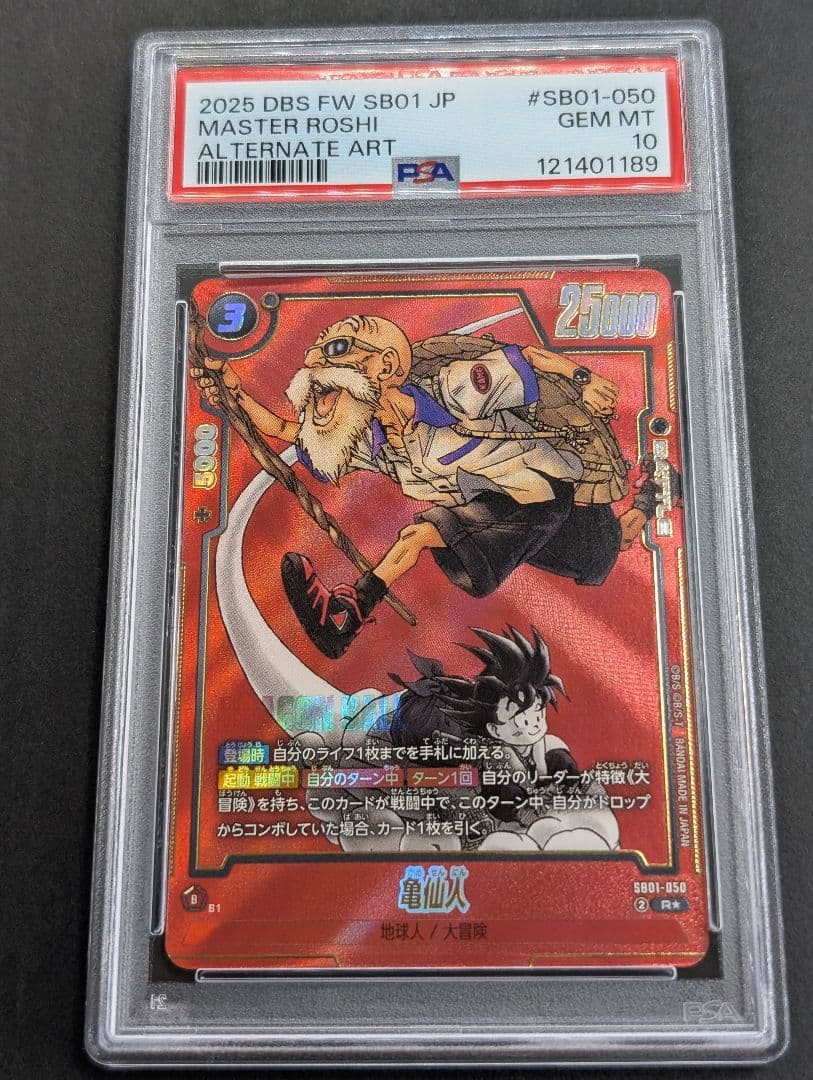 2025 DBS FW SB01 JP
#SB01-050
MASTER ROSHI
GEM MT
ALTERNATE ART
10
PSA
121401189
3
25000
5000
BATTLE
KAME
登場時 自分のライフ1枚までを手札に加える。
起動 戦闘中 自分のターン中 ターン1回 自分のリーダーが特徴《大
冒険》を持ち、このカードが戦闘中で、このターン中、自分がドロップ
からコンボしていた場合、カード1枚を引く。
©B/S ©B/S・T BANDAI MADE IN JAPAN
亀仙人
SB01-050
B
B1
2 R★
地球人 / 大冒険
PSA